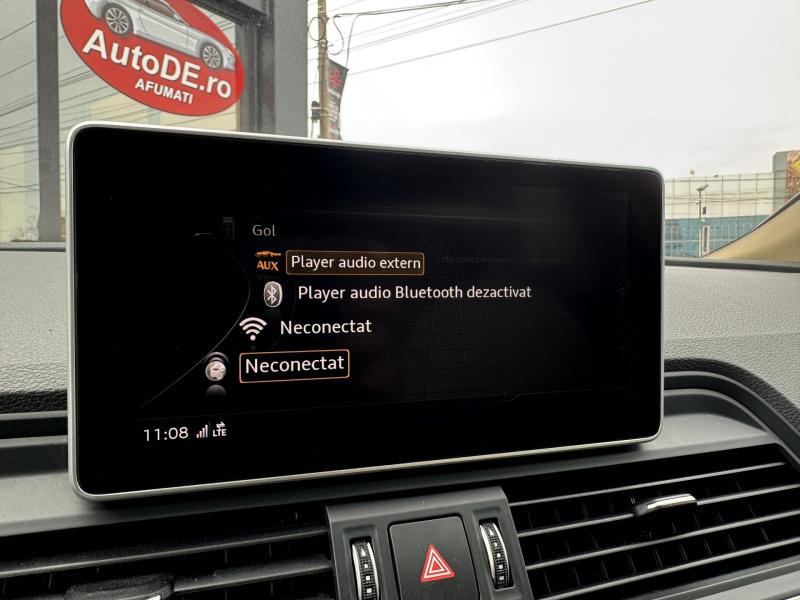 AutoDE.ro
AFUMATI
Gol
AUX Player audio extern
Player audio Bluetooth dezactivat
Neconectat
Neconectat
11:08 LTE